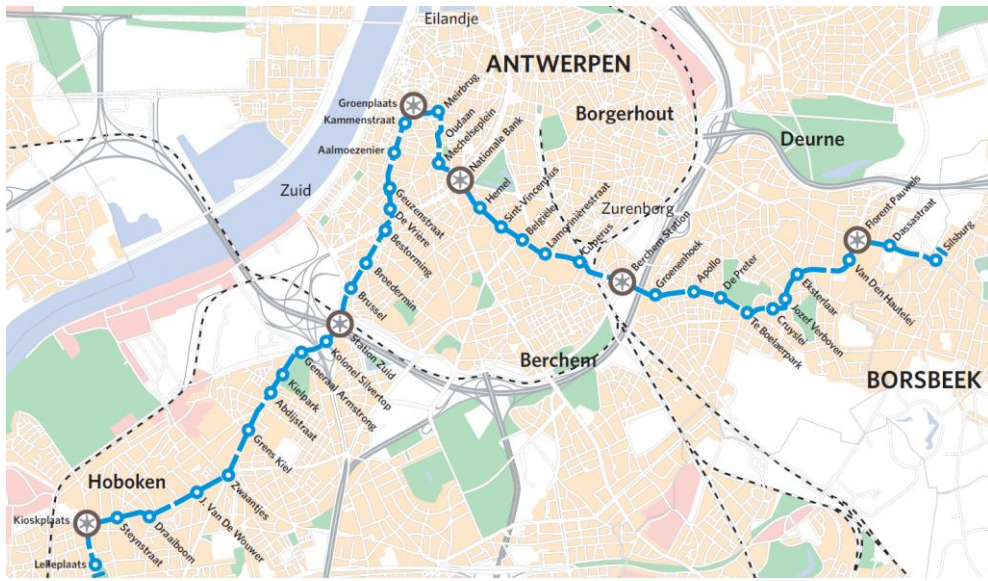 Eilandje
ANTWERPEN
Groenplaats
Kammenstraat
Meirbrug
Oudaan
Mechelseplein
Nationale Bank
Borgerhout
Deurne
Aalmoezenier
Zuid
Geuzenstraat
De Vrière
Bestorming
Broedermin
Brussel
Hemel
Sint-Vincentius
Belgiëlei
Lamorinièrestraat
Cuperus
Zurenborg
Berchem Station
Groenenhoek
Apollo
De Preter
Te Boelaerpark
Cruyslei
Jozef Verboven
Eksterlaar
Van Den Hautelei
Florent Pauwels
Dassastraat
Silsburg
Station Zuid
Kolonel Silvertop
Generaal Armstrong
Kielpark
Abdijstraat
Grens Kiel
Zwaantjes
J. Van De Wouwer
Berchem
BORSBEEK
Hoboken
Kioskplaats
Steynstraat
Draaiboom
Lelieplaats